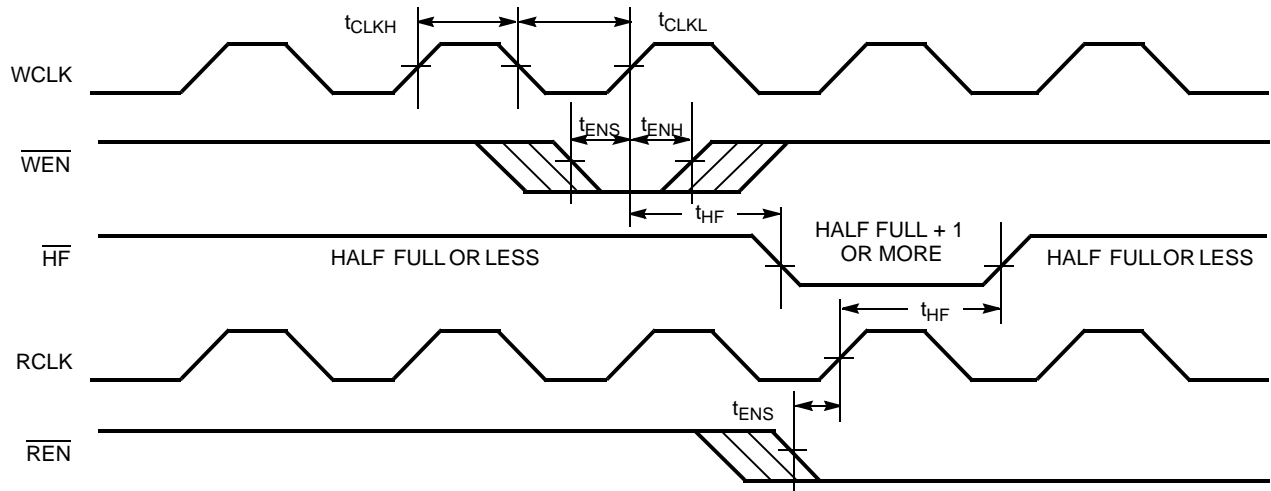 tCLKH
tCLKL
WCLK
tENS
tENH
WEN
tHF
HALF FULL + 1
OR MORE
HF
HALF FULL OR LESS
HALF FULL OR LESS
tHF
RCLK
tENS
REN